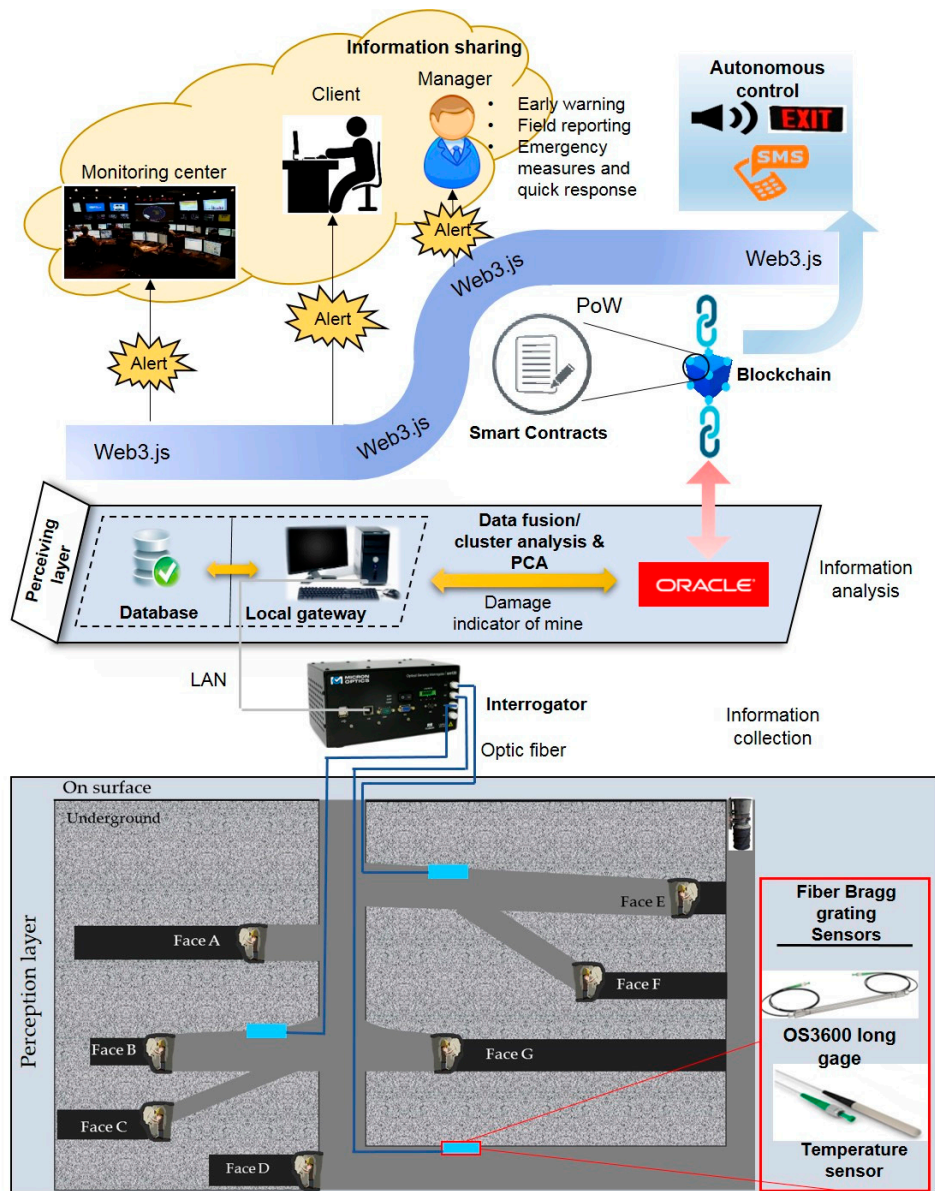 Information sharing
Manager
Client
Monitoring center
• Early warning
• Field reporting
• Emergency
measures and
quick response
Autonomous
control
EXIT
SMS
Alert
Alert
Alert
Web3.js
Web3.js
Web3.js
Web3.js
PoW
Smart Contracts
Blockchain
Perceiving
layer
Database
Local gateway
Data fusion/
cluster analysis &
PCA
Damage
indicator of mine
ORACLE
Information
analysis
LAN
MICRON
OPTICS
Interrogator
Optic fiber
Information
collection
On surface
Underground
Perception layer
Face A
Face B
Face C
Face D
Face E
Face F
Face G
Fiber Bragg
grating
Sensors
OS3600 long
gage
Temperature
sensor